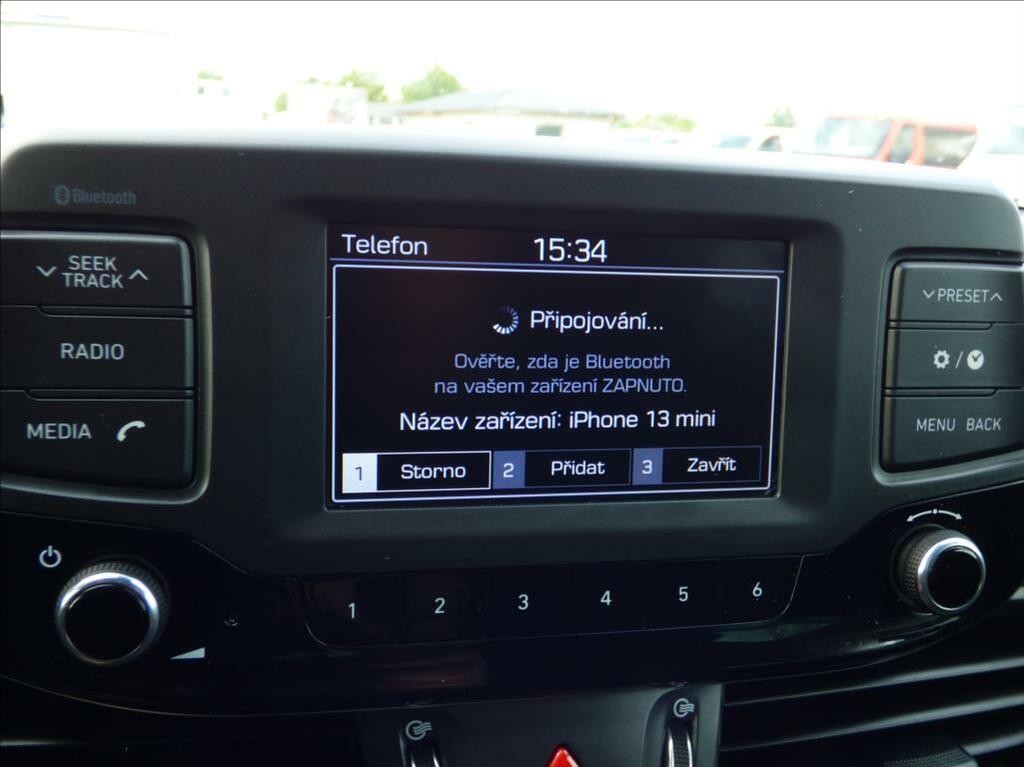 Bluetooth
SEEK
TRACK
RADIO
MEDIA
Telefon 15:34
Připojování...
Ověřte, zda je Bluetooth
na vašem zařízení ZAPNUTO.
Název zařízení: iPhone 13 mini
1 Storno 2 Přidat 3 Zavřít
PRESET
/
MENU BACK
1 2 3 4 5 6